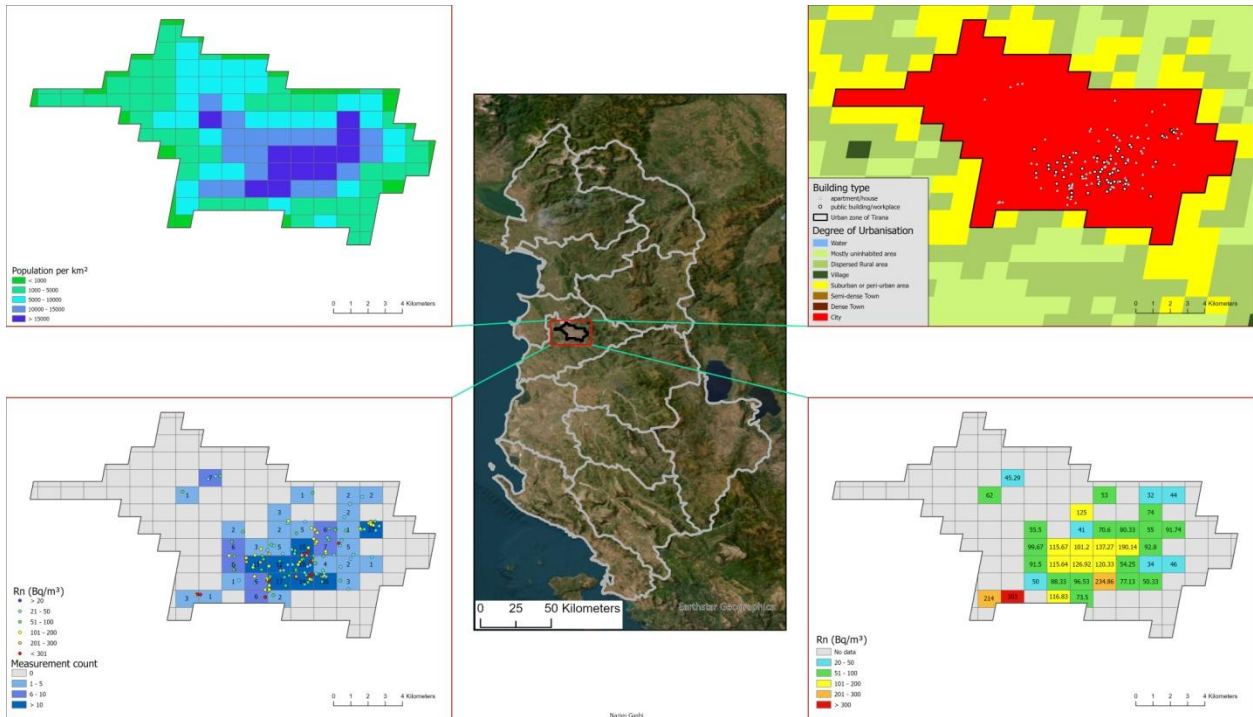 Population per km²
< 1000
1000 - 5000
5000 - 10000
10000 - 15000
> 15000
0 1 2 3 4 Kilometers
Building type
apartment/house
public building/workplace
Urban zone of Tirana
Degree of Urbanisation
Water
Mostly uninhabited area
Dispersed Rural area
Village
Suburban or peri-urban area
Semi-dense Town
Dense Town
City
0 1 2 3 4 Kilometers
0 25 50 Kilometers
Earthstar Geographics
1 1 2 2
3 2
2 2 5
6 3 5
6 4 2 1
1 5 3
3 1 6 2
Rn (Bq/m³)
> 20
21 - 50
51 - 100
101 - 200
201 - 300
< 301
Measurement count
0
1 - 5
6 - 10
> 10
0 1 2 3 4 Kilometers
45.29
62 53 32 44
125 74
41 70.6 80.33 55 91.74
99.67 115.67 101.2 137.27 190.14 92.8
91.5 115.64 126.92 120.33 54.25 34 46
50 88.33 96.53 234.86 77.13 50.33
214 116.83 73.5
Rn (Bq/m³)
No data
20 - 50
51 - 100
101 - 200
201 - 300
> 300
0 1 2 3 4 Kilometers